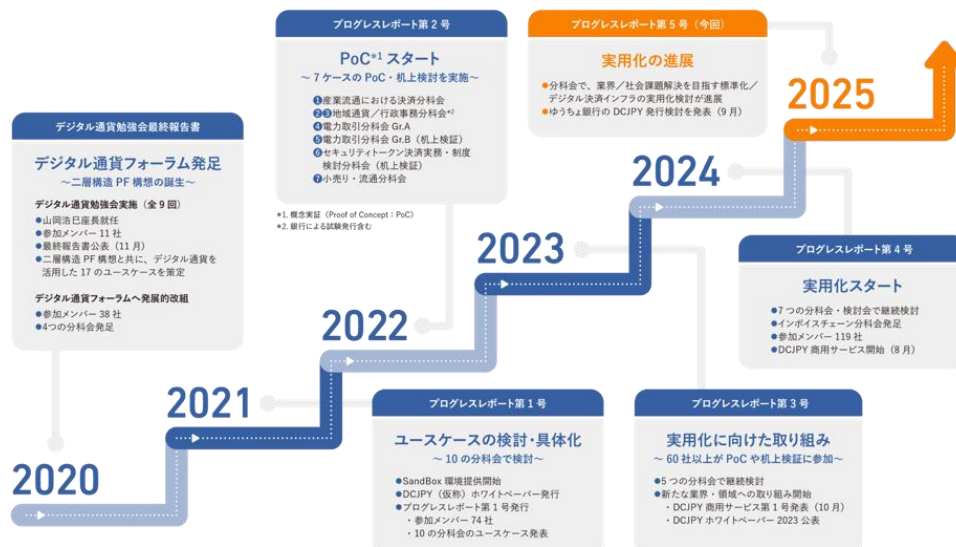 デジタル通貨勉強会最終報告書
デジタル通貨フォーラム発足
～二層構造 PF 構想の誕生～
デジタル通貨勉強会実施（全 9 回）
●山岡浩巳座長就任
●参加メンバー 11 社
●最終報告書公表（11 月）
●二層構造 PF 構想と共に、デジタル通貨を
活用した 17 のユースケースを策定
デジタル通貨フォーラムへ発展的改組
●参加メンバー 38 社
●4つの分科会発足
2020
2021
プログレスレポート第 1 号
ユースケースの検討・具体化
～ 10 の分科会で検討～
●SandBox 環境提供開始
●DCJPY（仮称）ホワイトペーパー発行
●プログレスレポート第 1 号発行
・参加メンバー 74 社
・10 の分科会のユースケース発表
プログレスレポート第 2 号
PoC*1 スタート
～ 7 ケースの PoC・机上検討を実施～
❶産業流通における決済分科会
❷❸地域通貨／行政事務分科会*2
❹電力取引分科会 Gr.A
❺電力取引分科会 Gr.B（机上検証）
❻セキュリティトークン決済実務・制度
検討分科会（机上検証）
❼小売り・流通分科会
*1. 概念実証（Proof of Concept：PoC）
*2. 銀行による試験発行含む
2022
2023
プログレスレポート第 3 号
実用化に向けた取り組み
～ 60 社以上が PoC や机上検証に参加～
●5 つの分科会で継続検討
●新たな業界・領域への取り組み開始
・DCJPY 商用サービス第 1 号発表（10 月）
・DCJPY ホワイトペーパー 2023 公表
2024
プログレスレポート第 4 号
実用化スタート
●7 つの分科会・検討会で継続検討
●インボイスチェーン分科会発足
●参加メンバー 119 社
●DCJPY 商用サービス開始（8 月）
プログレスレポート第 5 号（今回）
実用化の進展
●分科会で、業界／社会課題解決を目指す標準化／
デジタル決済インフラの実用化検討が進展
●ゆうちょ銀行の DCJPY 発行検討を発表（9 月）
2025